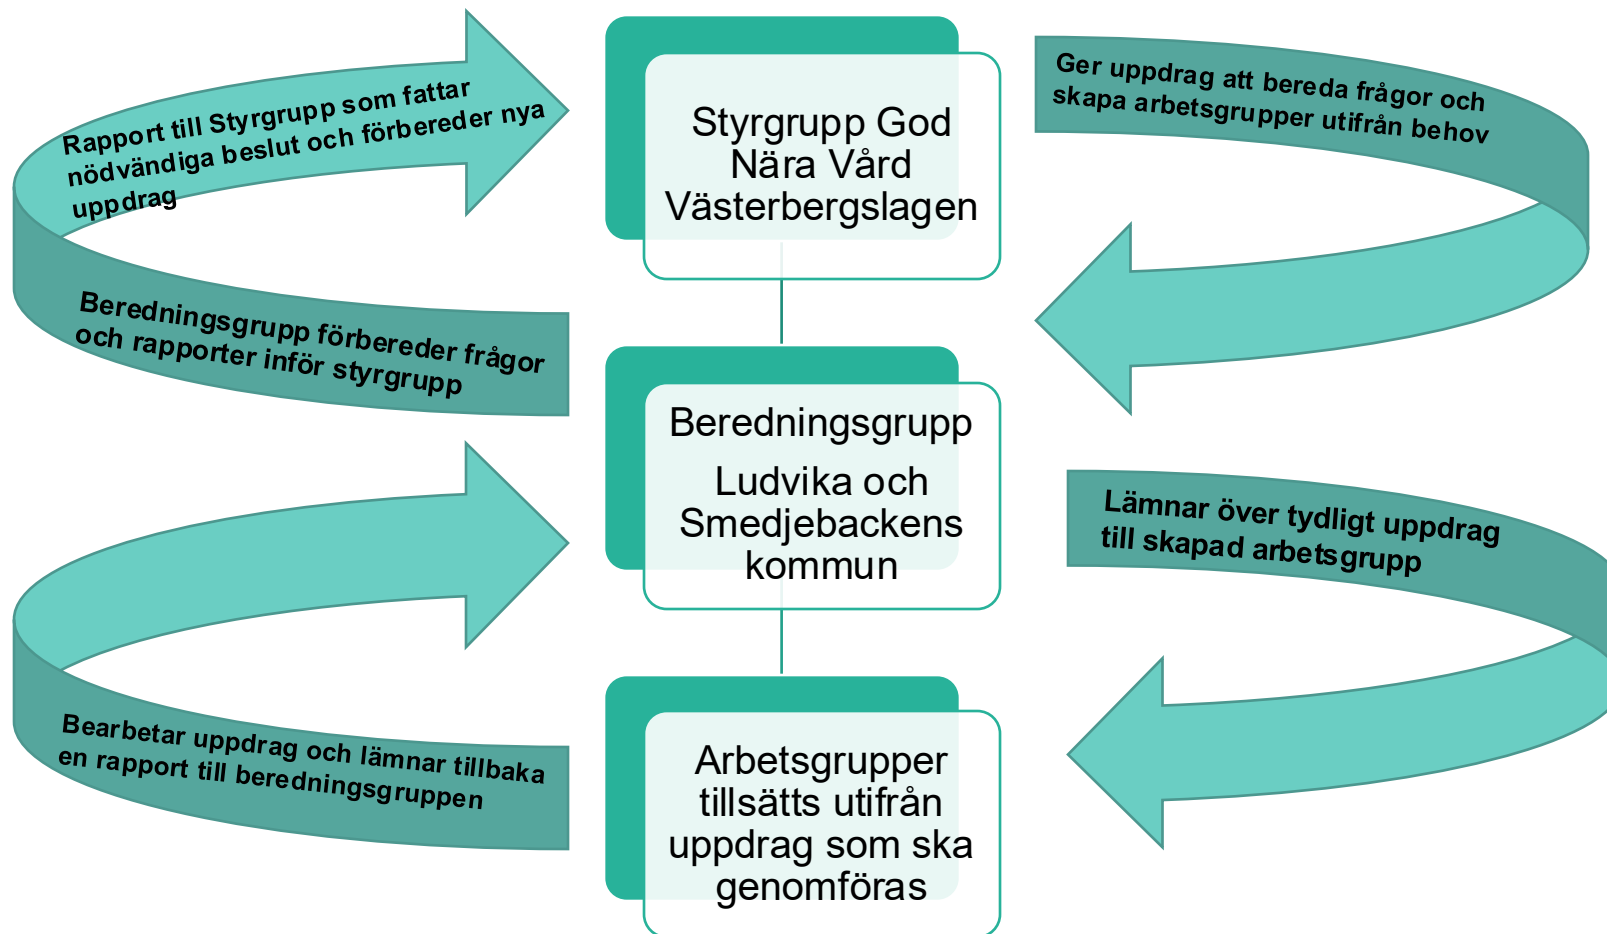 Rapport till Styrgrupp som fattar
nödvändiga beslut och förbereder nya
uppdrag
Styrgrupp God
Nära Vård
Västerbergslagen
Ger uppdrag att bereda frågor och
skapa arbetsgrupper utifrån behov
Beredningsgrupp förbereder frågor
och rapporter inför styrgrupp
Beredningsgrupp
Ludvika och
Smedjebackens
kommun
Lämnar över tydligt uppdrag
till skapad arbetsgrupp
Bearbetar uppdrag och lämnar tillbaka
en rapport till beredningsgruppen
Arbetsgrupper
tillsätts utifrån
uppdrag som ska
genomföras